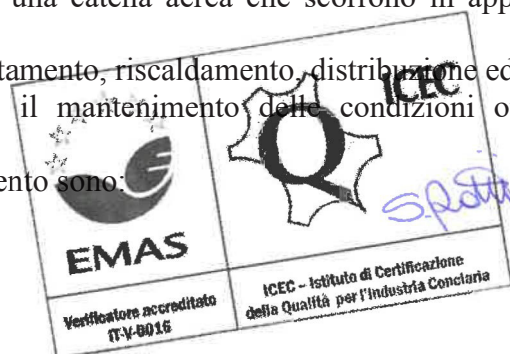 una catena aerea che scorrono in app
tamento, riscaldamento, distribuzione ed
il mantenimento delle condizioni o
ento sono:
ICEC
Q
EMAS
Verificatore accreditato
IT-V-0016
ICEC – Istituto di Certificazione
della Qualità per l'Industria Conciaria